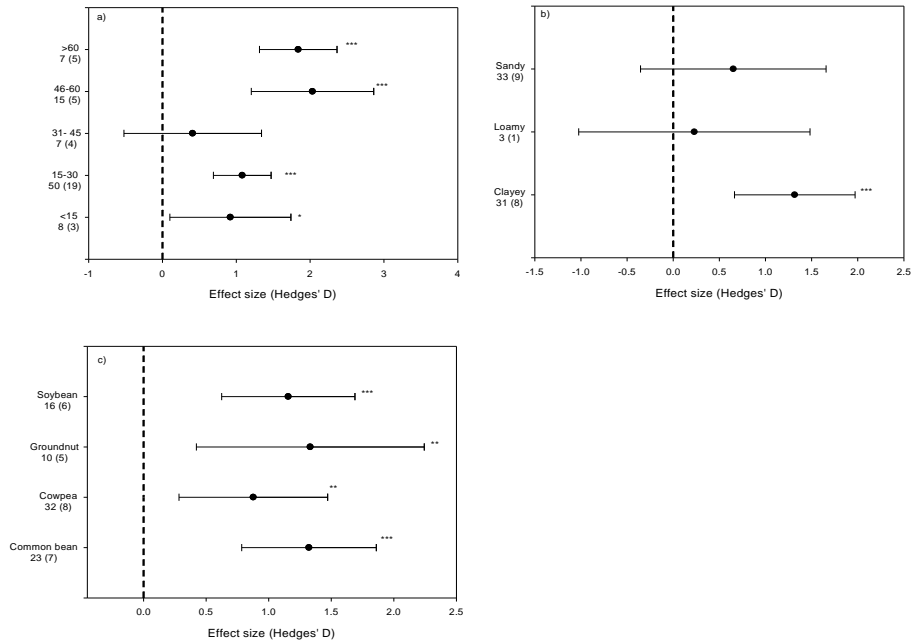 a)
>60
7 (5)
***
46-60
15 (5)
***
31- 45
7 (4)
15-30
50 (19)
***
<15
8 (3)
*
-1 0 1 2 3 4
Effect size (Hedges' D)
b)
Sandy
33 (9)
Loamy
3 (1)
Clayey
31 (8)
***
-1.5 -1.0 -0.5 0.0 0.5 1.0 1.5 2.0 2.5
Effect size (Hedges' D)
c)
Soybean
16 (6)
***
Groundnut
10 (5)
**
Cowpea
32 (8)
**
Common bean
23 (7)
***
0.0 0.5 1.0 1.5 2.0 2.5
Effect size (Hedges' D)